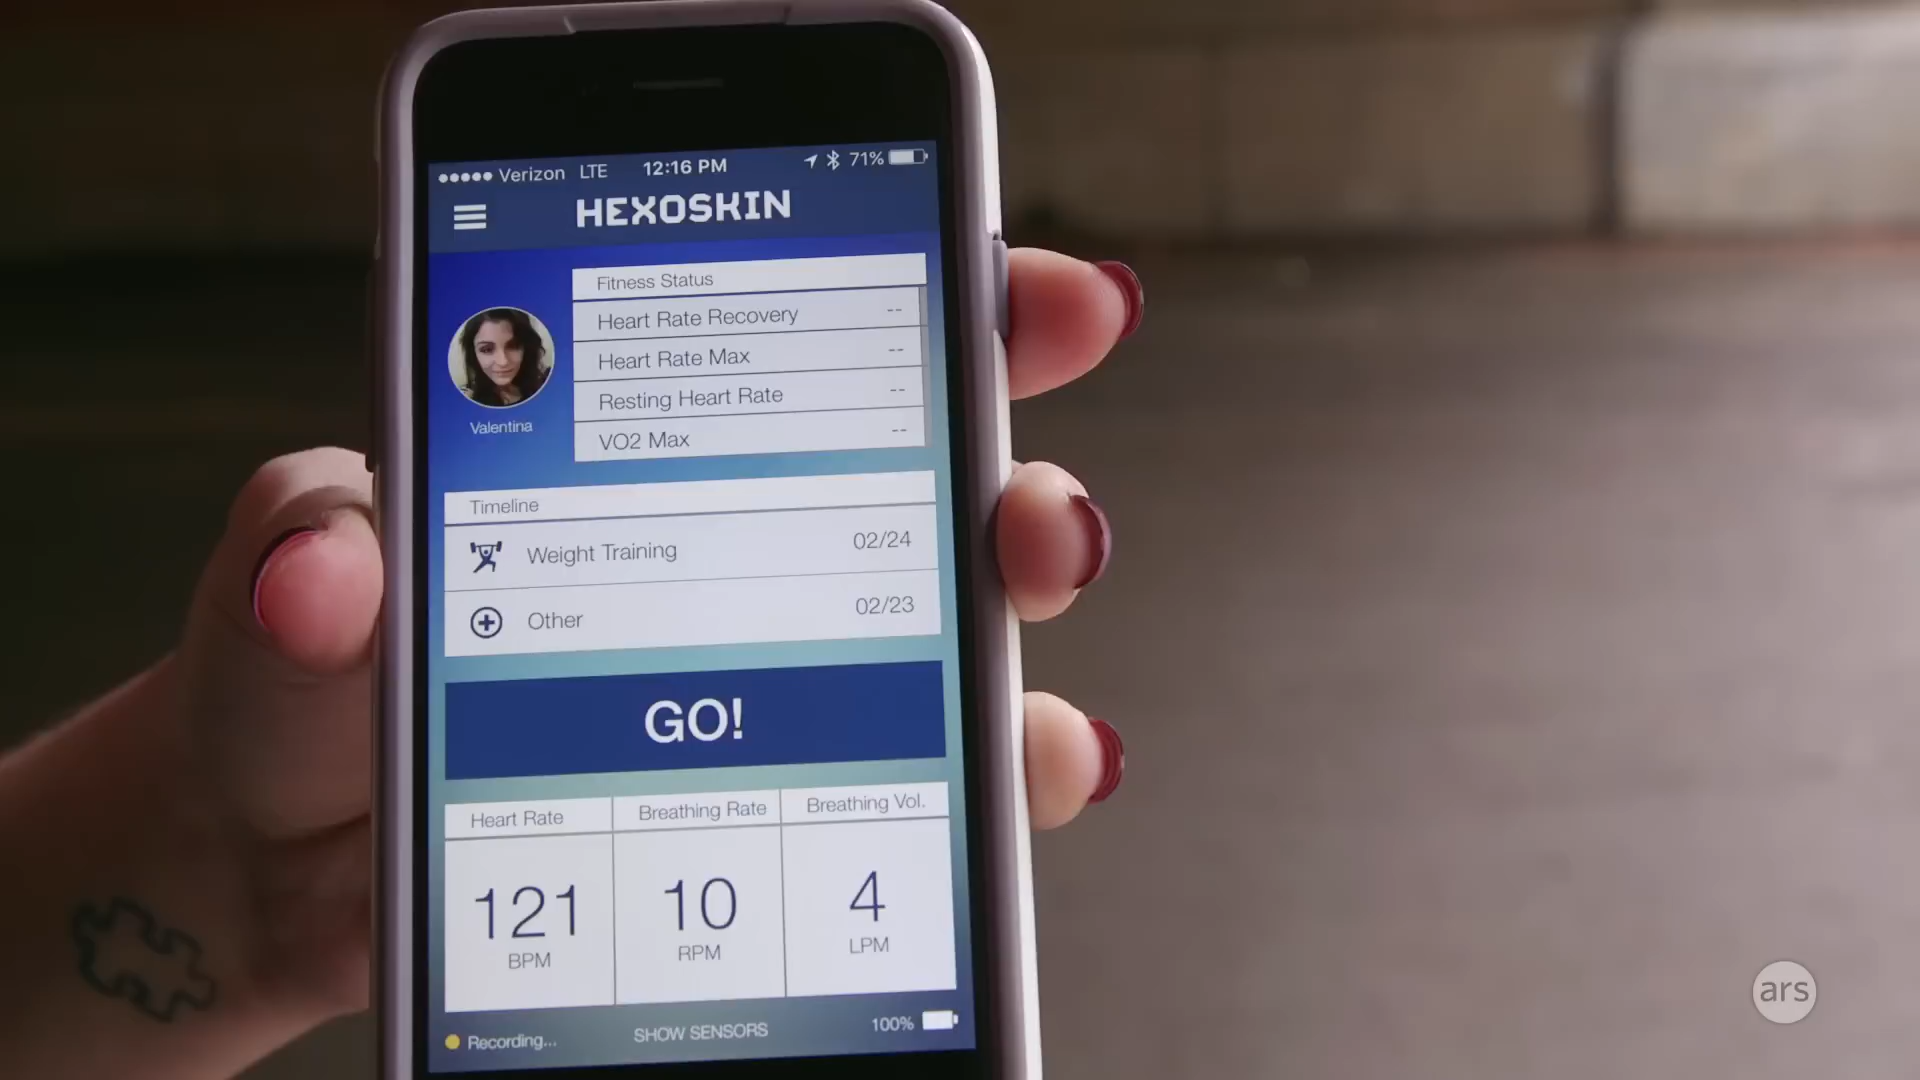 Verizon LTE 12:16 PM 71%
HEXOSKIN
Fitness Status
Heart Rate Recovery --
Heart Rate Max --
Resting Heart Rate --
VO2 Max --
Valentina
Timeline
Weight Training 02/24
Other 02/23
GO!
Heart Rate Breathing Rate Breathing Vol.
121 10 4
BPM RPM LPM
Recording... SHOW SENSORS 100%
ars